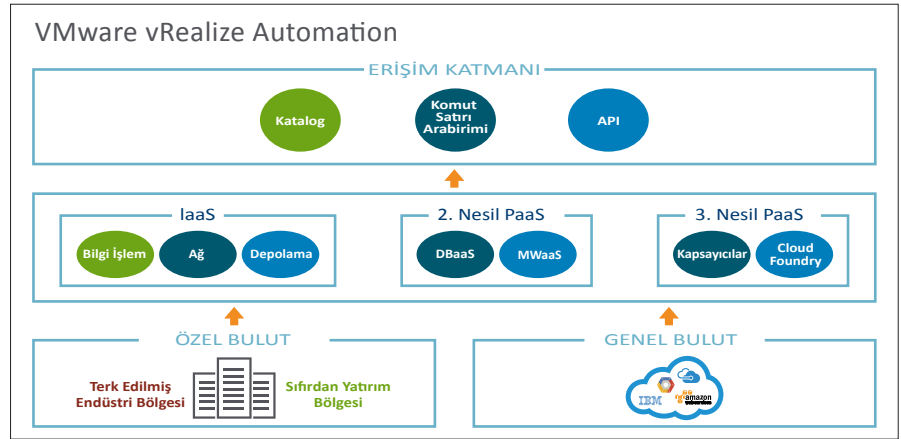 VMware vRealize Automation
ERİŞİM KATMANI
Katalog
Komut
Satırı
Arabirimi
API
IaaS
Bilgi İşlem
Ağ
Depolama
2. Nesil PaaS
DBaaS
MWaaS
3. Nesil PaaS
Kapsayıcılar
Cloud
Foundry
ÖZEL BULUT
Terk Edilmiş
Endüstri Bölgesi
Sıfırdan Yatırım
Bölgesi
GENEL BULUT
IBM
amazon